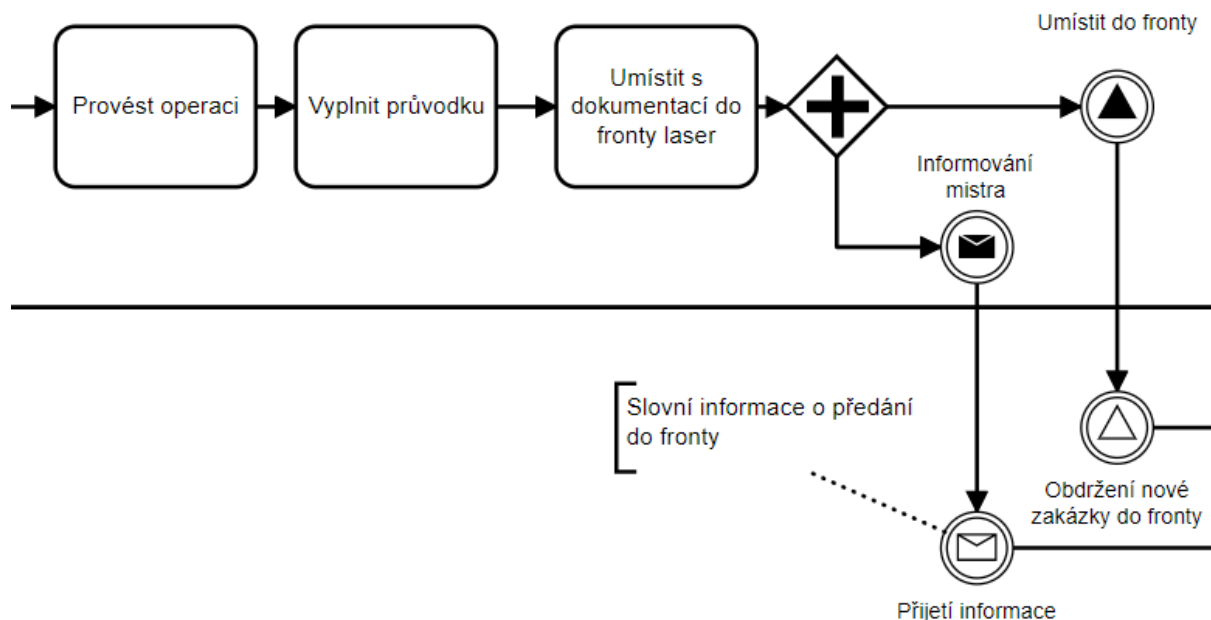 Umístit do fronty
Provést operaci
Vyplnit průvodku
Umístit s
dokumentací do
fronty laser
Informování
mistra
Slovní informace o předání
do fronty
Obdržení nové
zakázky do fronty
Přijetí informace